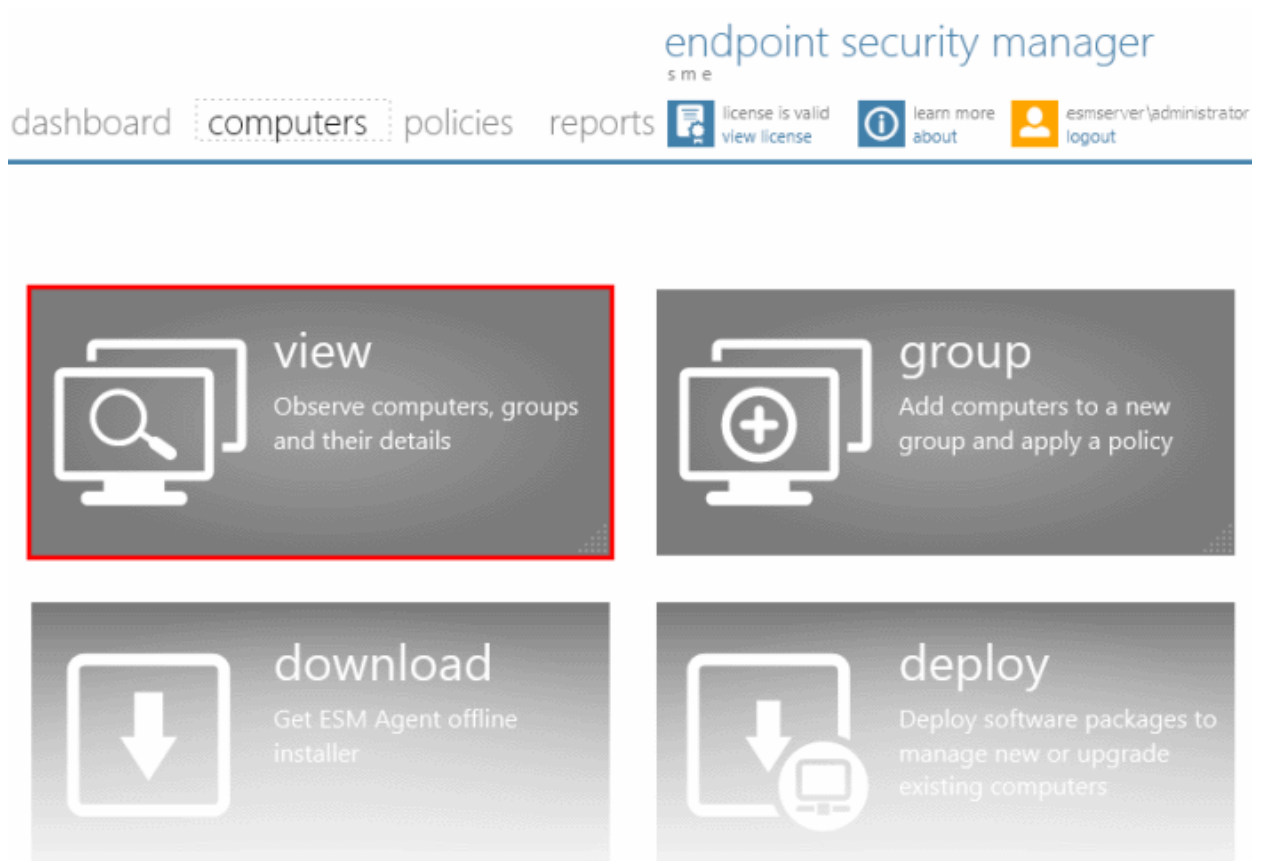 endpoint security manager
sme
dashboard computers policies reports
license is valid
view license
learn more
about
esmserver\administrator
logout
view
Observe computers, groups
and their details
group
Add computers to a new
group and apply a policy
download
Get ESM Agent offline
installer
deploy
Deploy software packages to
manage new or upgrade
existing computers